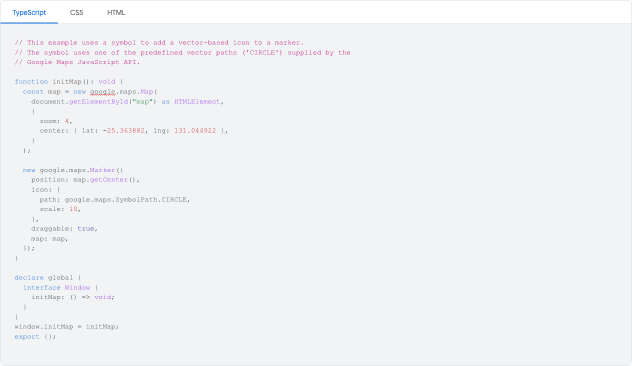 TypeScript CSS HTML
// This example uses a symbol to add a vector-based icon to a marker.
// The symbol uses one of the predefined vector paths ('CIRCLE') supplied by the
// Google Maps JavaScript API.
function initMap(): void {
const map = new google.maps.Map(
document.getElementById("map") as HTMLElement,
{
zoom: 4,
center: { lat: -25.363882, lng: 131.044922 },
}
);
new google.maps.Marker({
position: map.getCenter(),
icon: {
path: google.maps.SymbolPath.CIRCLE,
scale: 10,
},
draggable: true,
map: map,
});
}
declare global {
interface Window {
initMap: () => void;
}
}
window.initMap = initMap;
export {};